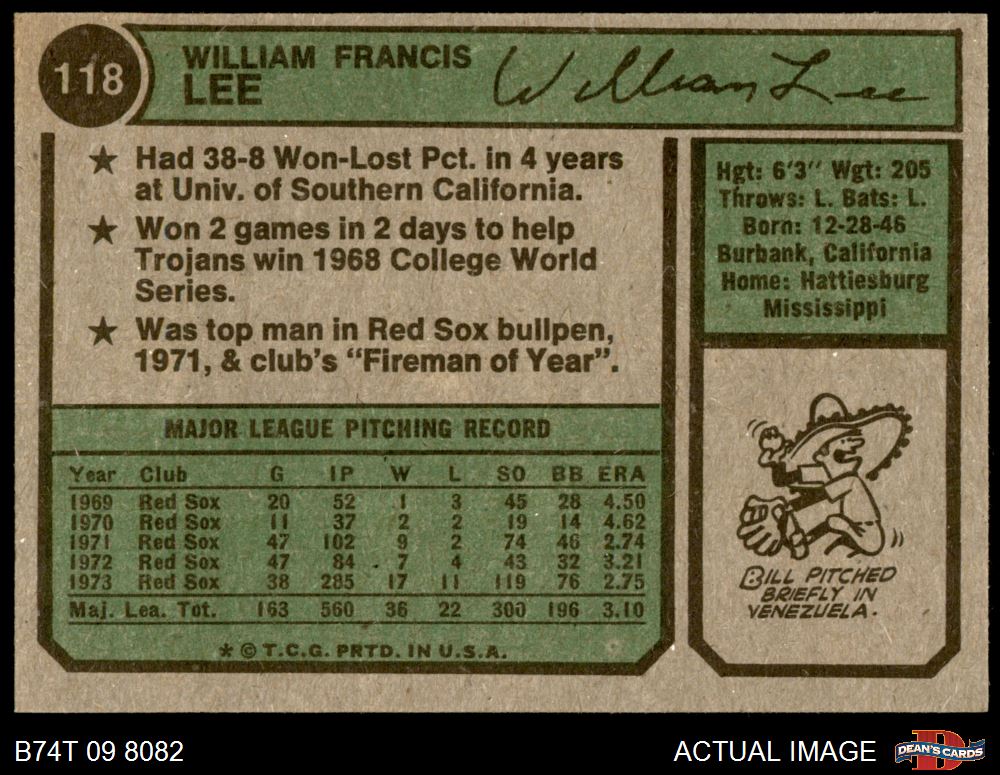 118
WILLIAM FRANCIS
LEE
William Lee
★ Had 38-8 Won-Lost Pct. in 4 years
at Univ. of Southern California.
★ Won 2 games in 2 days to help
Trojans win 1968 College World
Series.
★ Was top man in Red Sox bullpen,
1971, & club's “Fireman of Year”.
Hgt: 6'3" Wgt: 205
Throws: L. Bats: L.
Born: 12-28-46
Burbank, California
Home: Hattiesburg
Mississippi
MAJOR LEAGUE PITCHING RECORD
Year Club G IP W L SO BB ERA
1969 Red Sox 20 52 1 3 45 28 4.50
1970 Red Sox 11 37 2 2 19 14 4.62
1971 Red Sox 47 102 9 2 74 46 2.74
1972 Red Sox 47 84 7 4 43 32 3.21
1973 Red Sox 38 285 17 11 119 76 2.75
Maj. Lea. Tot. 163 560 36 22 300 196 3.10
* © T.C.G. PRTD. IN U.S.A.
BILL PITCHED
BRIEFLY IN
VENEZUELA.
B74T 09 8082
ACTUAL IMAGE
DEAN'S CARDS